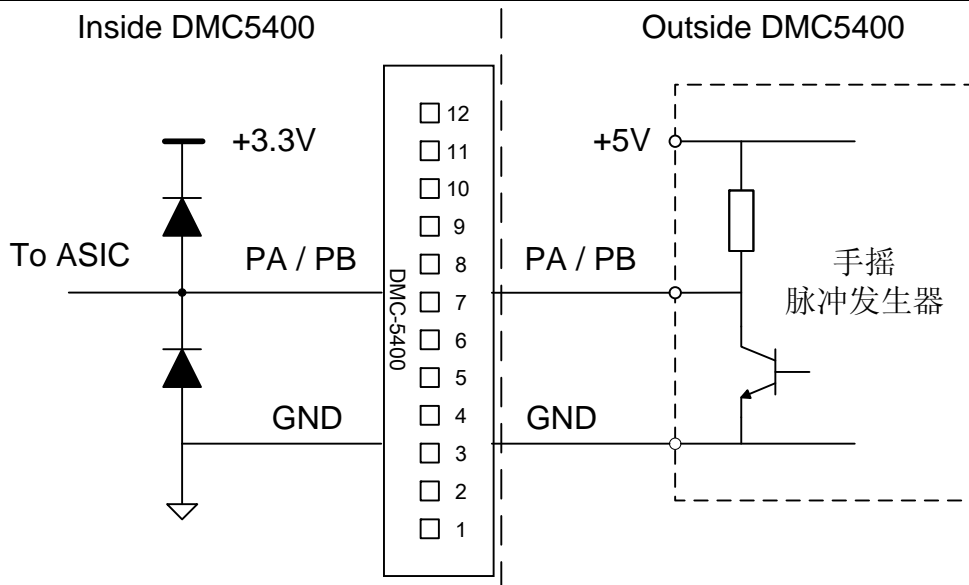 Inside DMC5400
Outside DMC5400
+3.3V
To ASIC
PA / PB
GND
DMC-5400
12
11
10
9
8
7
6
5
4
3
2
1
+5V
PA / PB
GND
手摇
脉冲发生器